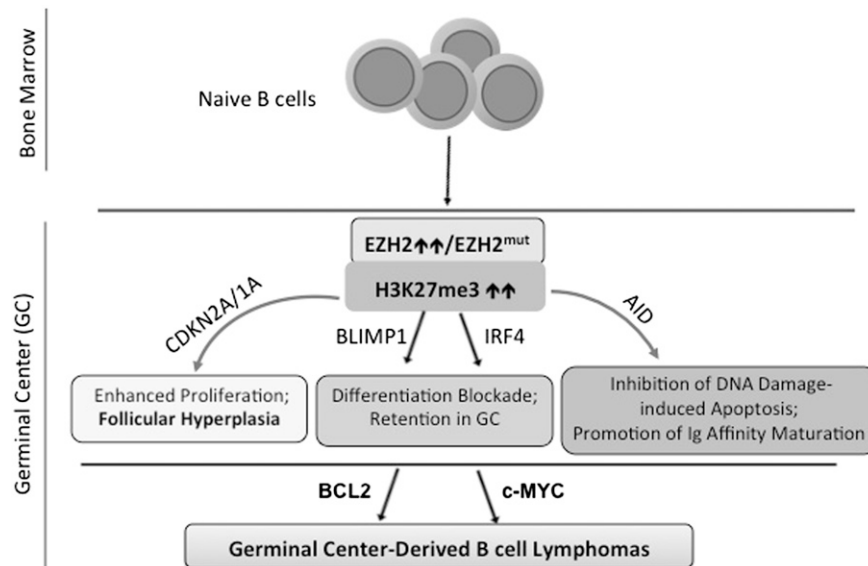 Bone Marrow
Naive B cells
Germinal Center (GC)
EZH2↑↑/EZH2mut
H3K27me3 ↑↑
CDKN2A/1A
BLIMP1
IRF4
AID
Enhanced Proliferation;
Follicular Hyperplasia
Differentiation Blockade;
Retention in GC
Inhibition of DNA Damage-
induced Apoptosis;
Promotion of Ig Affinity Maturation
BCL2
c-MYC
Germinal Center-Derived B cell Lymphomas